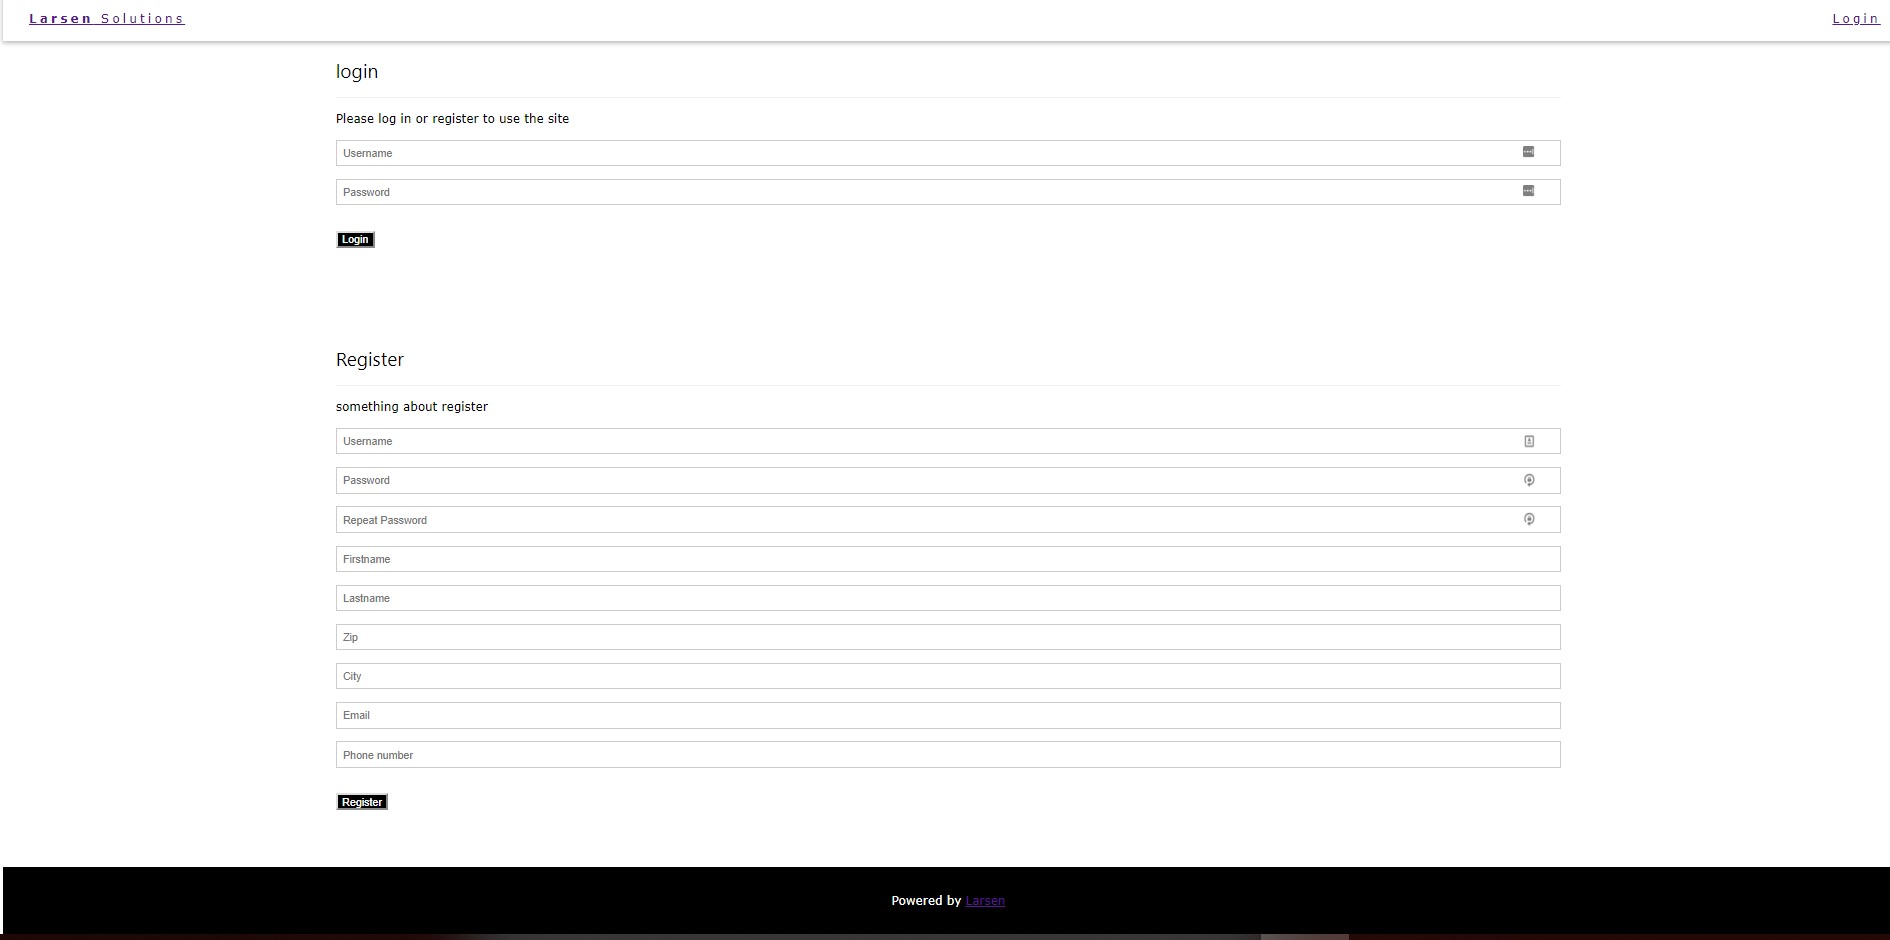 Larsen Solutions Login
login
Please log in or register to use the site
Username
Password
Login
Register
something about register
Username
Password
Repeat Password
Firstname
Lastname
Zip
City
Email
Phone number
Register
Powered by Larsen